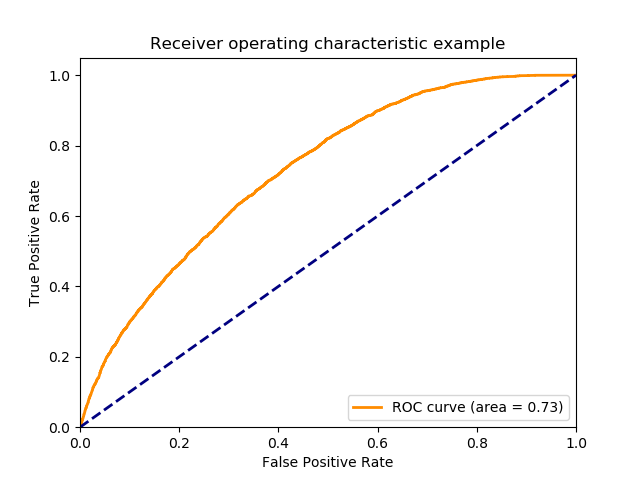 Receiver operating characteristic example
True Positive Rate
1.0
0.8
0.6
0.4
0.2
0.0
0.0 0.2 0.4 0.6 0.8 1.0
False Positive Rate
ROC curve (area = 0.73)